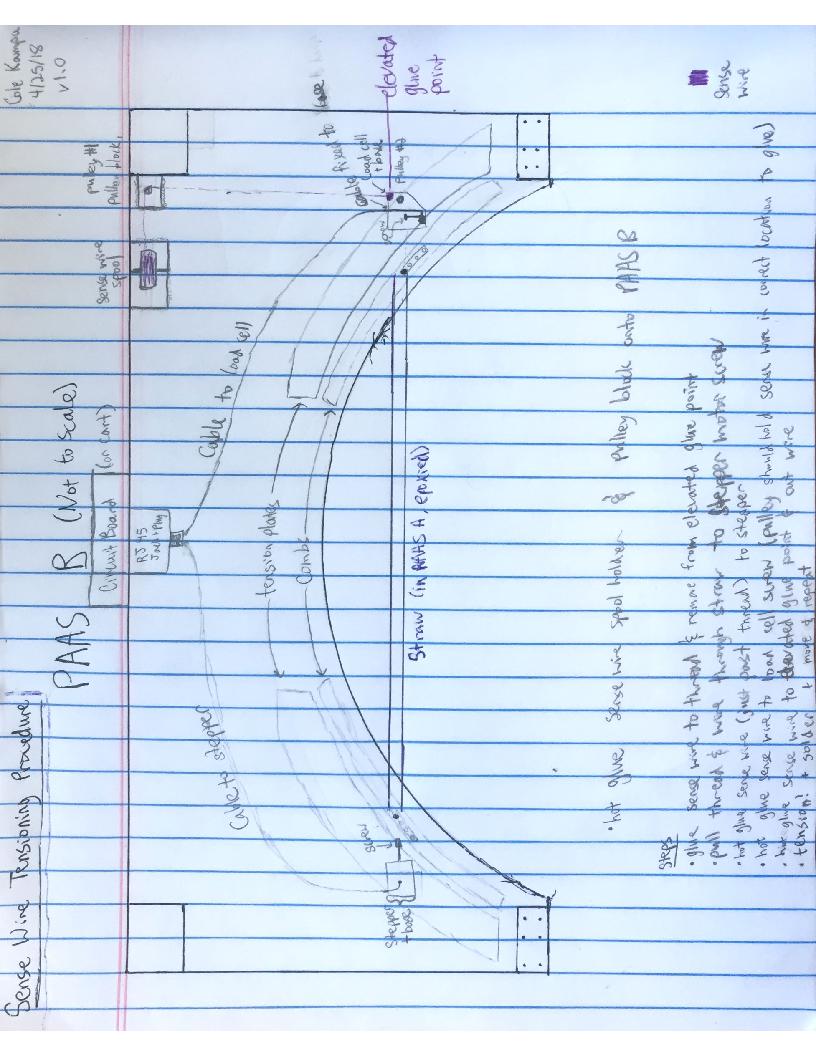 Sense Wire Tensioning Procedure
Cole Kampa
4/25/18
v1.0
PAAS B (Not to Scale)
Circuit Board (on cart)
RJ45
Jack + Plug
sense wire
spool
pulley #1
pulley block
Cable to stepper
Cable to load cell
tension plates
Combs
Straw (in PAAS A, epoxied)
Stepper
+ base
Screw
screw
cable fixed to
load cell
+ base
Pulley #2
elevated
glue
point
sense
wire
• hot glue sense wire spool holder & pulley block onto PAAS B
Steps
• glue sense wire to thread & remove from elevated glue point
• pull thread & wire through straw to stepper motor screw
• hot glue sense wire (just past thread) to stepper
• hot glue sense wire to load cell screw (pulley should hold sense wire in correct location to glue)
• hot glue sense wire to elevated glue point & cut wire
• tension! + solder + move & repeat